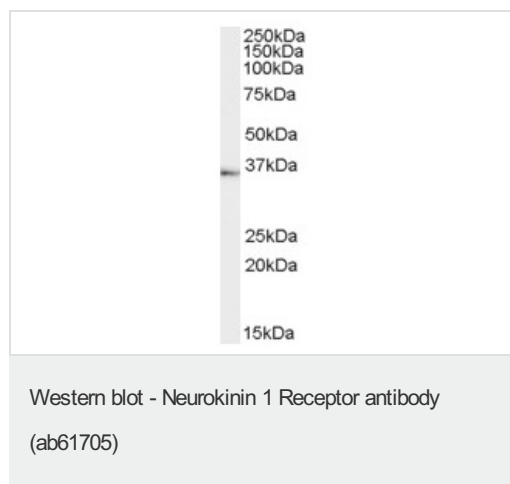 250kDa
150kDa
100kDa
75kDa
50kDa
37kDa
25kDa
20kDa
15kDa
Western blot - Neurokinin 1 Receptor antibody
(ab61705)